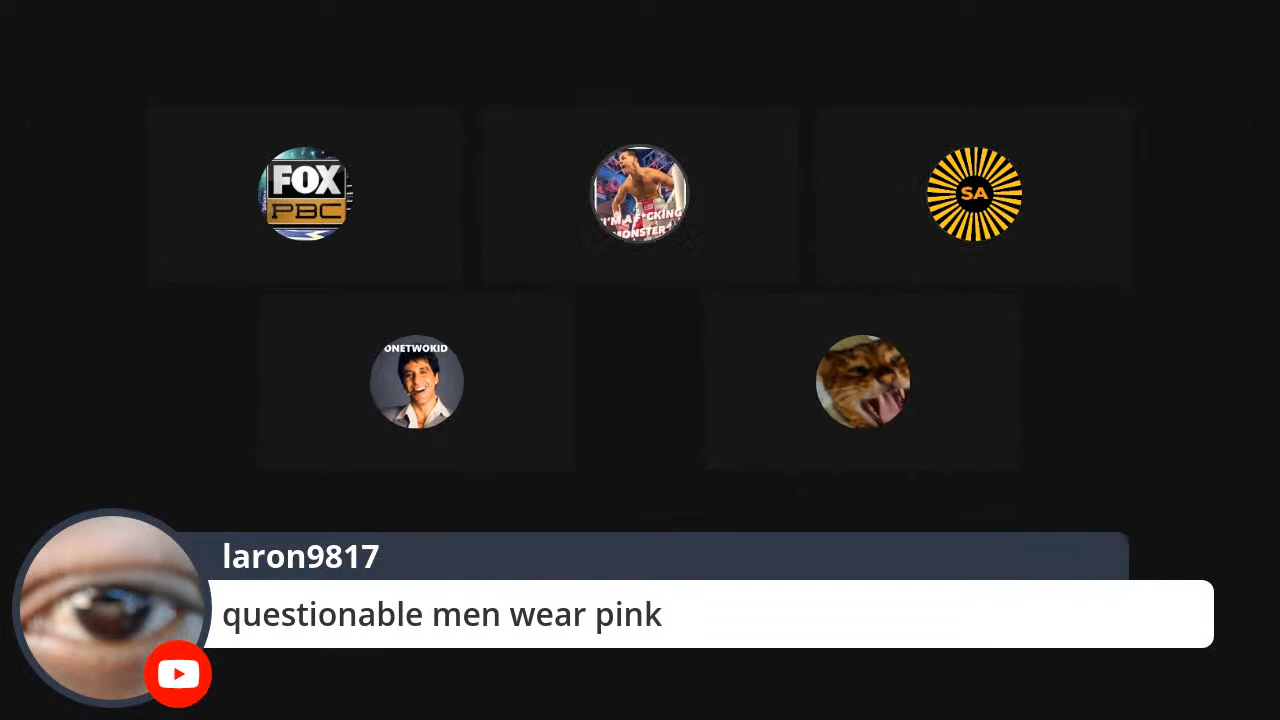 FOX
PBC
"I'M A F*CKING
MONSTER"
SA
ONETWOKID
laron9817
questionable men wear pink